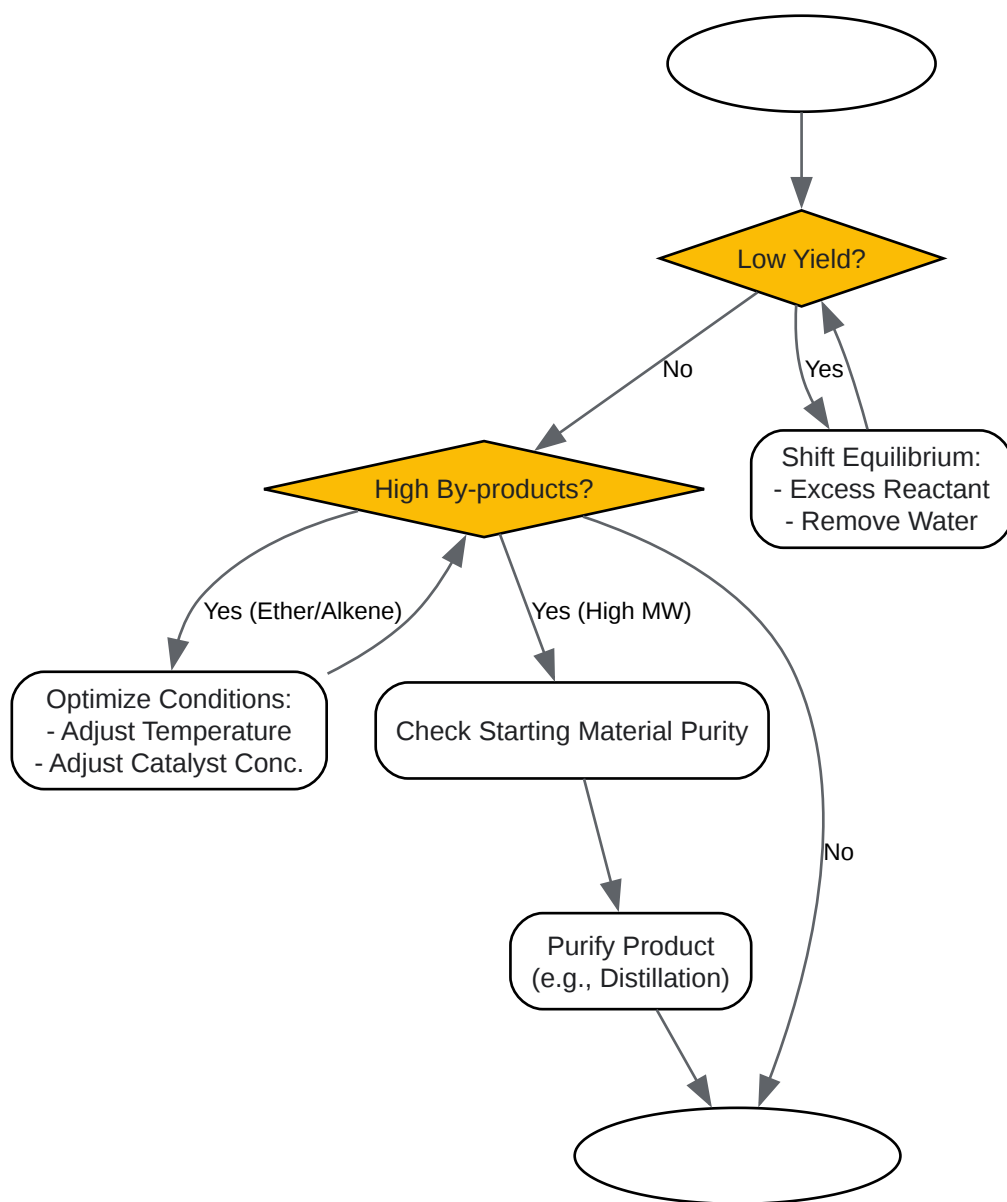 Low Yield?
No
Yes
Shift Equilibrium:
- Excess Reactant
- Remove Water
High By-products?
Yes (Ether/Alkene)
Yes (High MW)
Optimize Conditions:
- Adjust Temperature
- Adjust Catalyst Conc.
Check Starting Material Purity
No
Purify Product
(e.g., Distillation)